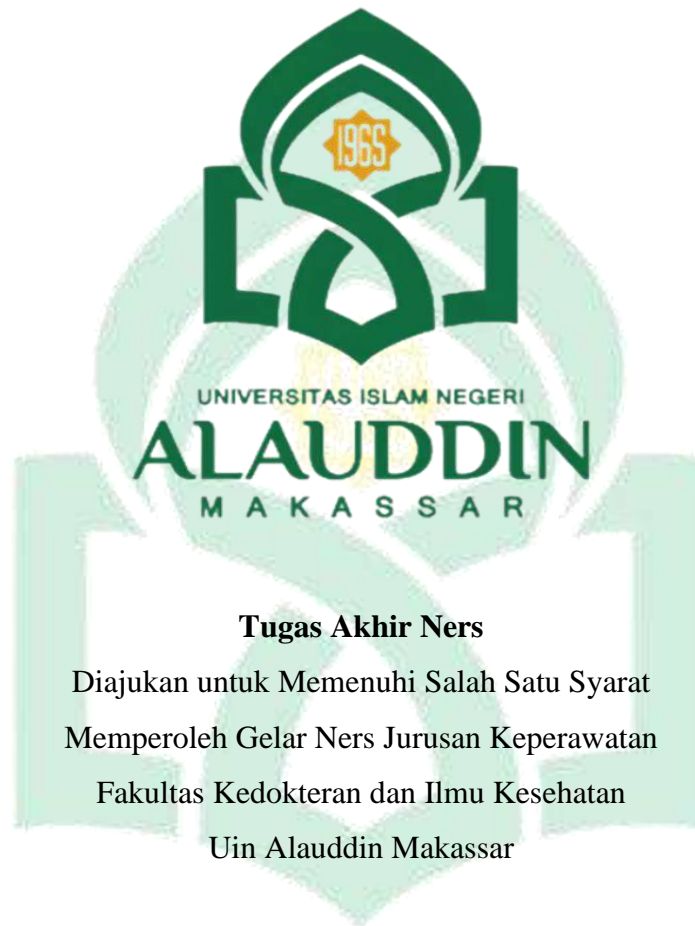 1965
UNIVERSITAS ISLAM NEGERI
ALAUDDIN
MAKASSAR
Tugas Akhir Ners
Diajukan untuk Memenuhi Salah Satu Syarat
Memperoleh Gelar Ners Jurusan Keperawatan
Fakultas Kedokteran dan Ilmu Kesehatan
Uin Alauddin Makassar